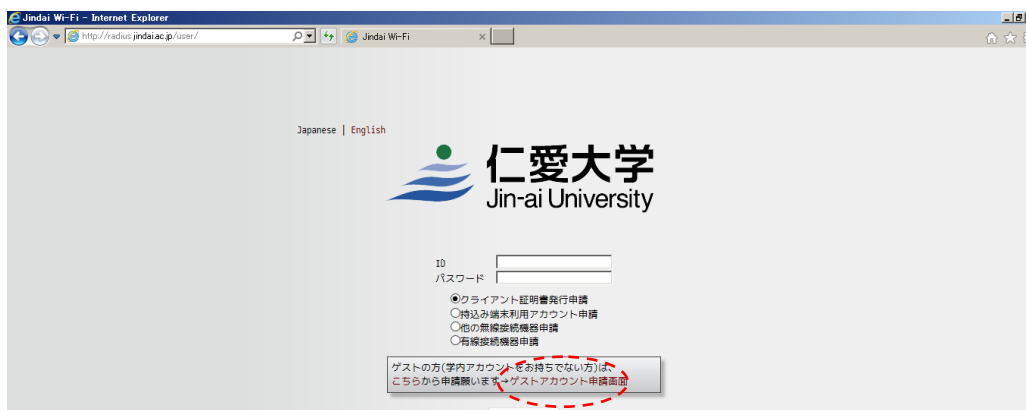 Jindai Wi-Fi - Internet Explorer
http://radius.jindai.ac.jp/user/
Jindai Wi-Fi
Japanese | English
仁愛大学
Jin-ai University
ID
パスワード
クライアント証明書発行申請
持込み端末利用アカウント申請
他の無線接続機器申請
有線接続機器申請
ゲストの方(学内アカウントをお持ちでない方)は、
こちらから申請願います→ゲストアカウント申請画面